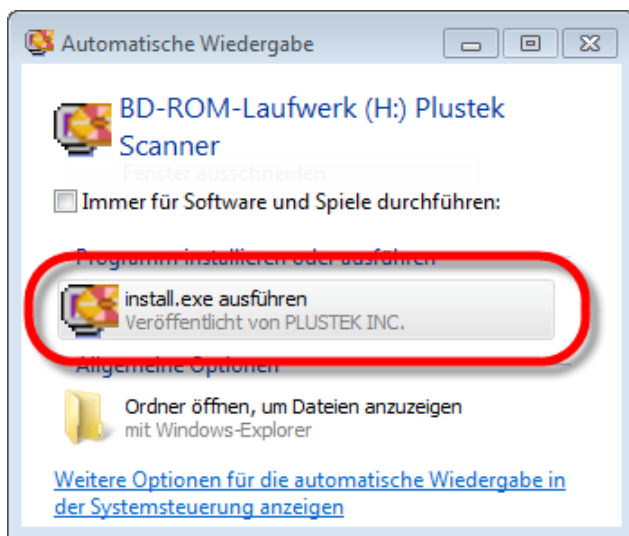 Automatische Wiedergabe
BD-ROM-Laufwerk (H:) Plustek
Scanner
Fenster ausschneiden
Immer für Software und Spiele durchführen:
Programm installieren oder ausführen
install.exe ausführen
Veröffentlicht von PLUSTEK INC.
Allgemeine Optionen
Ordner öffnen, um Dateien anzuzeigen
mit Windows-Explorer
Weitere Optionen für die automatische Wiedergabe in
der Systemsteuerung anzeigen